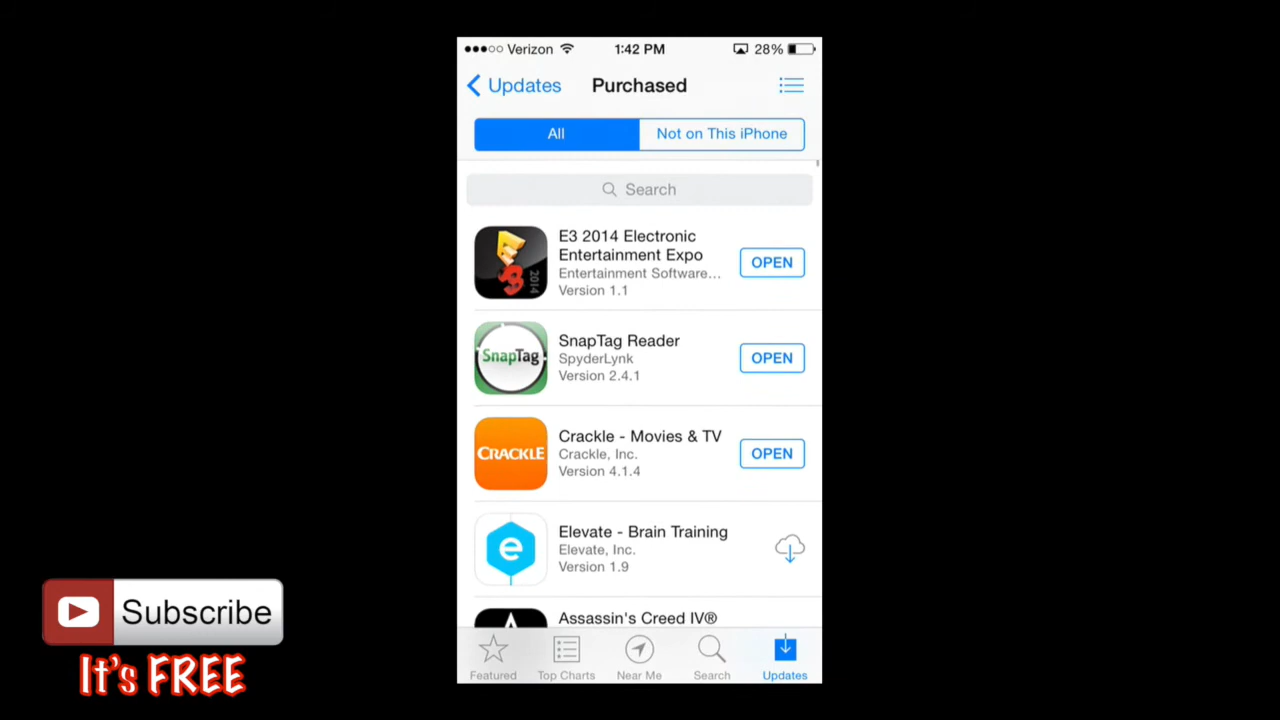 Verizon 1:42 PM 28%
Updates Purchased
All Not on This iPhone
Search
E3 2014 Electronic
Entertainment Expo
Entertainment Software...
Version 1.1
OPEN
2014
SnapTag Reader
SpyderLynk
Version 2.4.1
OPEN
SnapTag
Crackle - Movies & TV
Crackle, Inc.
Version 4.1.4
OPEN
CRACKLE
Elevate - Brain Training
Elevate, Inc.
Version 1.9
e
Assassin's Creed IV®
Featured Top Charts Near Me Search Updates
Subscribe
It's FREE